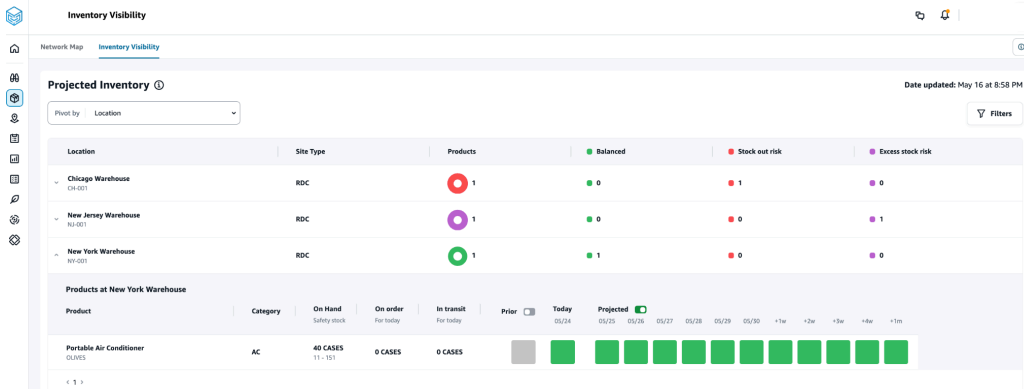 Inventory Visibility
Network Map Inventory Visibility
Projected Inventory
Date updated: May 16 at 8:58 PM
Pivot by Location
Filters
Location Site Type Products Balanced Stock out risk Excess stock risk
Chicago Warehouse RDC 1 0 1 0
CH-001
New Jersey Warehouse RDC 1 0 0 1
NJ-001
New York Warehouse RDC 1 1 0 0
NY-001
Products at New York Warehouse
Product Category On Hand On order In transit Prior Today Projected
Safety stock For today For today 05/24 05/25 05/26 05/27 05/28 05/29 05/30 +1w +2w +3w +4w +1m
Portable Air Conditioner AC 40 CASES 0 CASES 0 CASES
OLIVES 11 - 151
‹ 1 ›